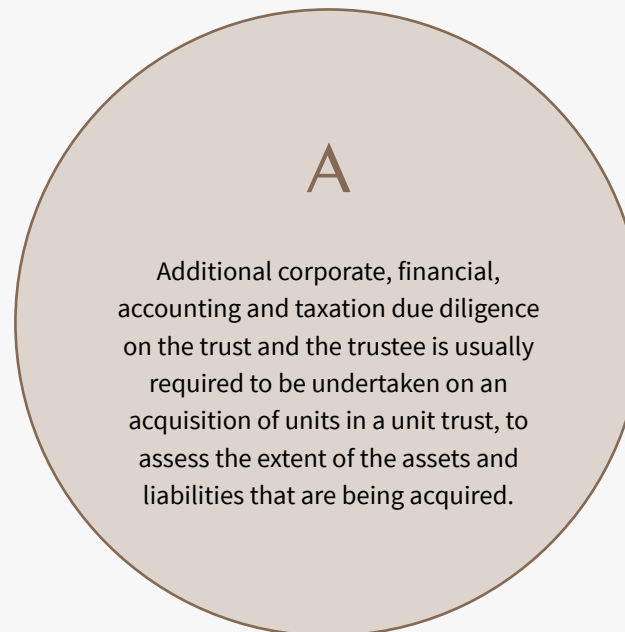 A
Additional corporate, financial,
accounting and taxation due diligence
on the trust and the trustee is usually
required to be undertaken on an
acquisition of units in a unit trust, to
assess the extent of the assets and
liabilities that are being acquired.